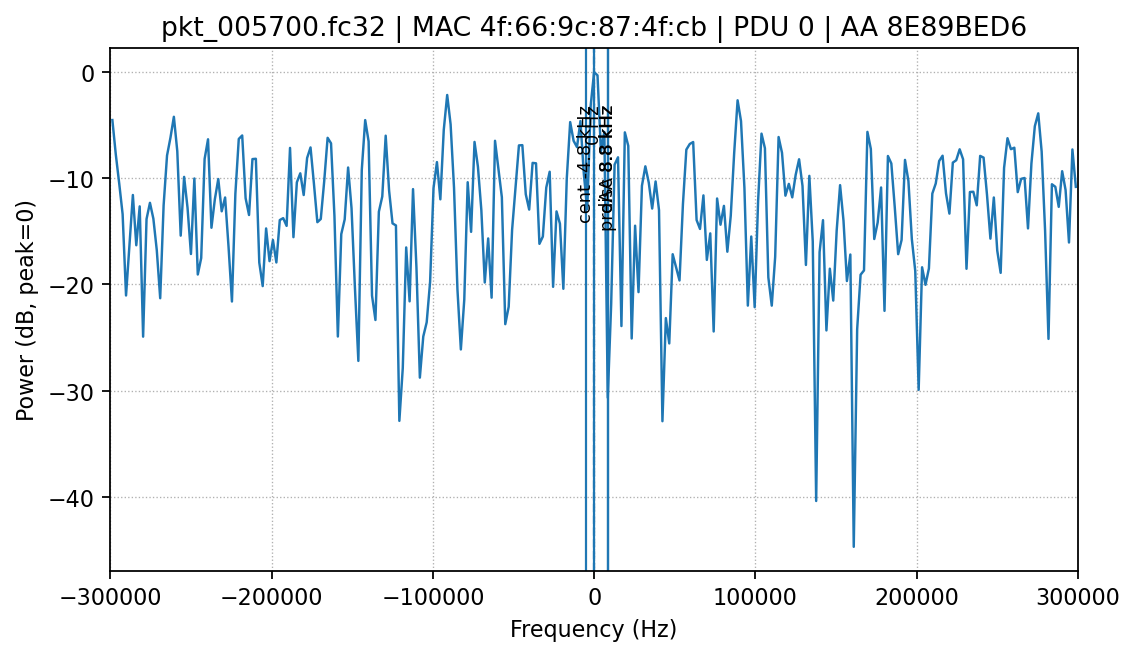 pkt_005700.fc32 | MAC 4f:66:9c:87:4f:cb | PDU 0 | AA 8E89BED6
Power (dB, peak=0)
0
−10
−20
−30
−40
cent -4.8 kHz
8.8 kHz
−300000
−200000
−100000
0
100000
200000
300000
Frequency (Hz)